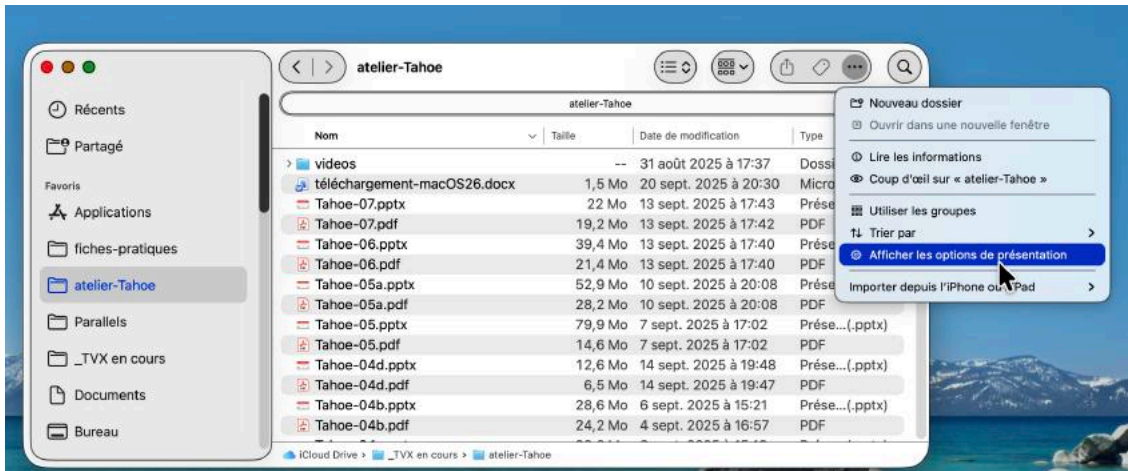 atelier-Tahoe
Récents
Partagé
Favoris
Applications
fiches-pratiques
atelier-Tahoe
Parallels
_TVX en cours
Documents
Bureau
atelier-Tahoe
Nom Taille Date de modification Type
videos -- 31 août 2025 à 17:37 Dossi
téléchargement-macOS26.docx 1,5 Mo 20 sept. 2025 à 20:30 Micro
Tahoe-07.pptx 22 Mo 13 sept. 2025 à 17:43 Prése
Tahoe-07.pdf 19,2 Mo 13 sept. 2025 à 17:42 PDF
Tahoe-06.pptx 39,4 Mo 13 sept. 2025 à 17:40 Prése
Tahoe-06.pdf 21,4 Mo 13 sept. 2025 à 17:40 PDF
Tahoe-05a.pptx 52,9 Mo 10 sept. 2025 à 20:08 Prése
Tahoe-05a.pdf 28,2 Mo 10 sept. 2025 à 20:08 PDF
Tahoe-05.pptx 79,9 Mo 7 sept. 2025 à 17:02 Prése...(.pptx)
Tahoe-05.pdf 14,6 Mo 7 sept. 2025 à 17:02 PDF
Tahoe-04d.pptx 12,6 Mo 14 sept. 2025 à 19:48 Prése...(.pptx)
Tahoe-04d.pdf 6,5 Mo 14 sept. 2025 à 19:47 PDF
Tahoe-04b.pptx 28,6 Mo 6 sept. 2025 à 15:21 Prése...(.pptx)
Tahoe-04b.pdf 24,2 Mo 4 sept. 2025 à 16:57 PDF
iCloud Drive › _TVX en cours › atelier-Tahoe
Nouveau dossier
Ouvrir dans une nouvelle fenêtre
Lire les informations
Coup d'œil sur « atelier-Tahoe »
Utiliser les groupes
Trier par
Afficher les options de présentation
Importer depuis l'iPhone ou Pad